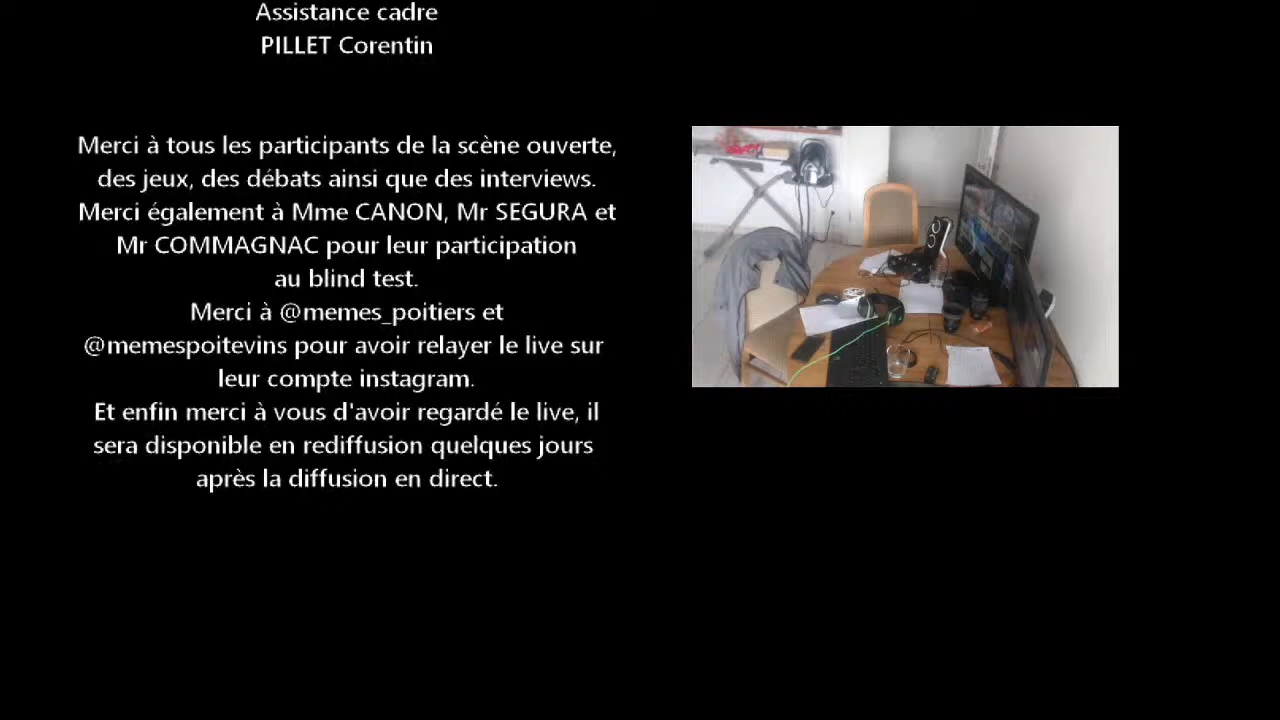 Assistance cadre
PILLET Corentin
Merci à tous les participants de la scène ouverte,
des jeux, des débats ainsi que des interviews.
Merci également à Mme CANON, Mr SEGURA et
Mr COMMAGNAC pour leur participation
au blind test.
Merci à @memes_poitiers et
@memespoitevins pour avoir relayer le live sur
leur compte instagram.
Et enfin merci à vous d'avoir regardé le live, il
sera disponible en rediffusion quelques jours
après la diffusion en direct.